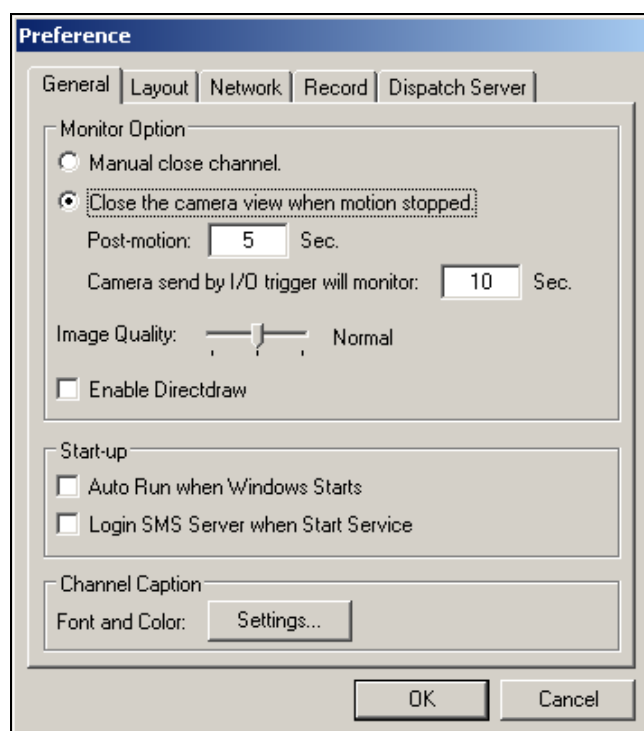 Preference
General Layout Network Record Dispatch Server
Monitor Option
Manual close channel.
Close the camera view when motion stopped.
Post-motion: 5 Sec.
Camera send by I/O trigger will monitor: 10 Sec.
Image Quality: Normal
Enable Directdraw
Start-up
Auto Run when Windows Starts
Login SMS Server when Start Service
Channel Caption
Font and Color: Settings...
OK Cancel